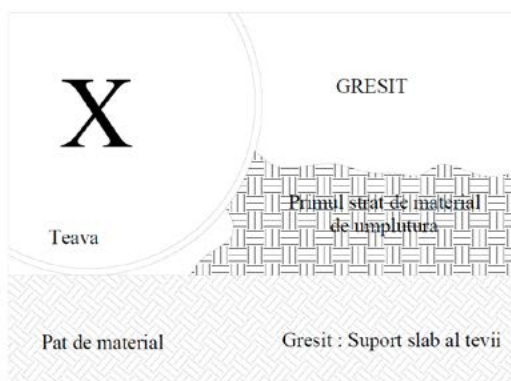 X
GRESIT
Primul strat de material
de umplutura
Teava
Pat de material
Gresit : Suport slab al tevii